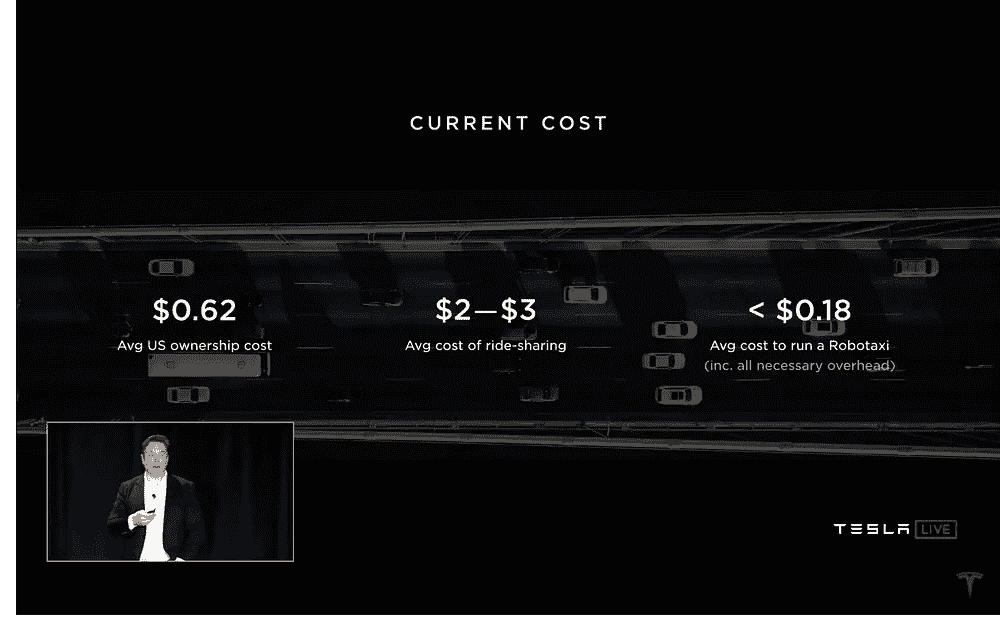 CURRENT COST
$0.62
Avg US ownership cost
$2—$3
Avg cost of ride-sharing
< $0.18
Avg cost to run a Robotaxi
(inc. all necessary overhead)
TESLA LIVE